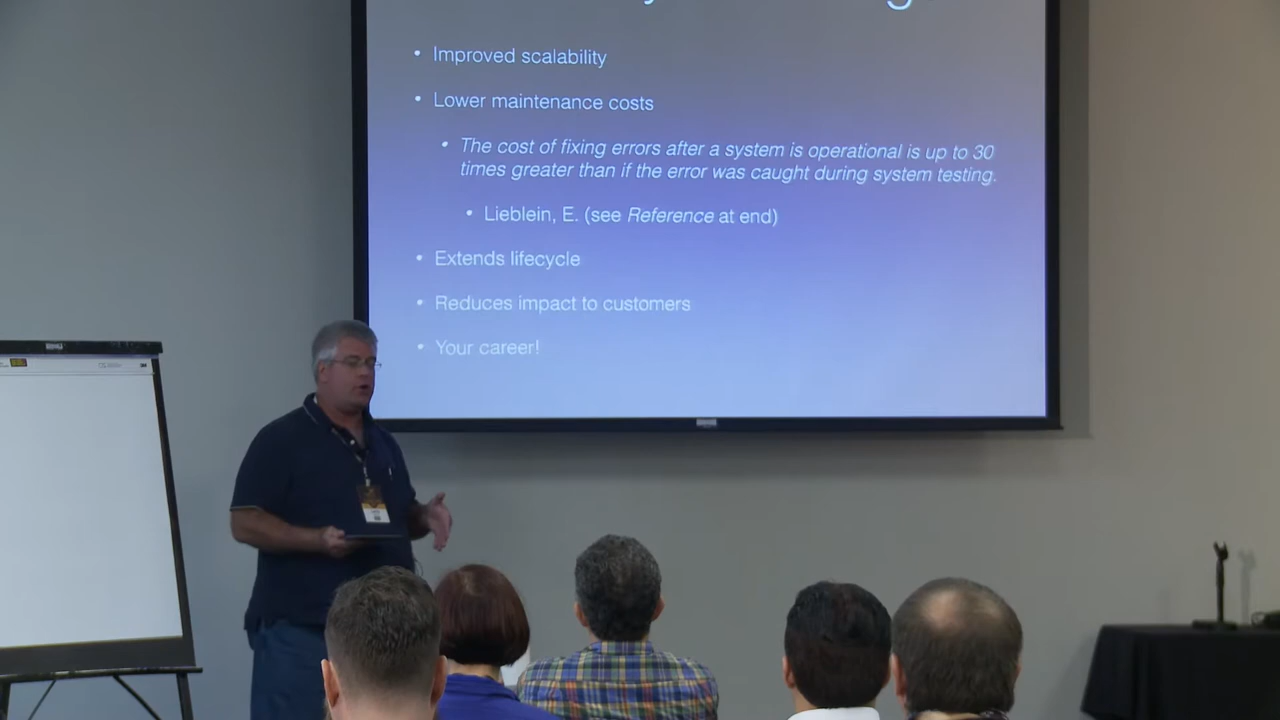 • Improved scalability
• Lower maintenance costs
• The cost of fixing errors after a system is operational is up to 30
times greater than if the error was caught during system testing.
• Lieblein, E. (see Reference at end)
• Extends lifecycle
• Reduces impact to customers
• Your career!